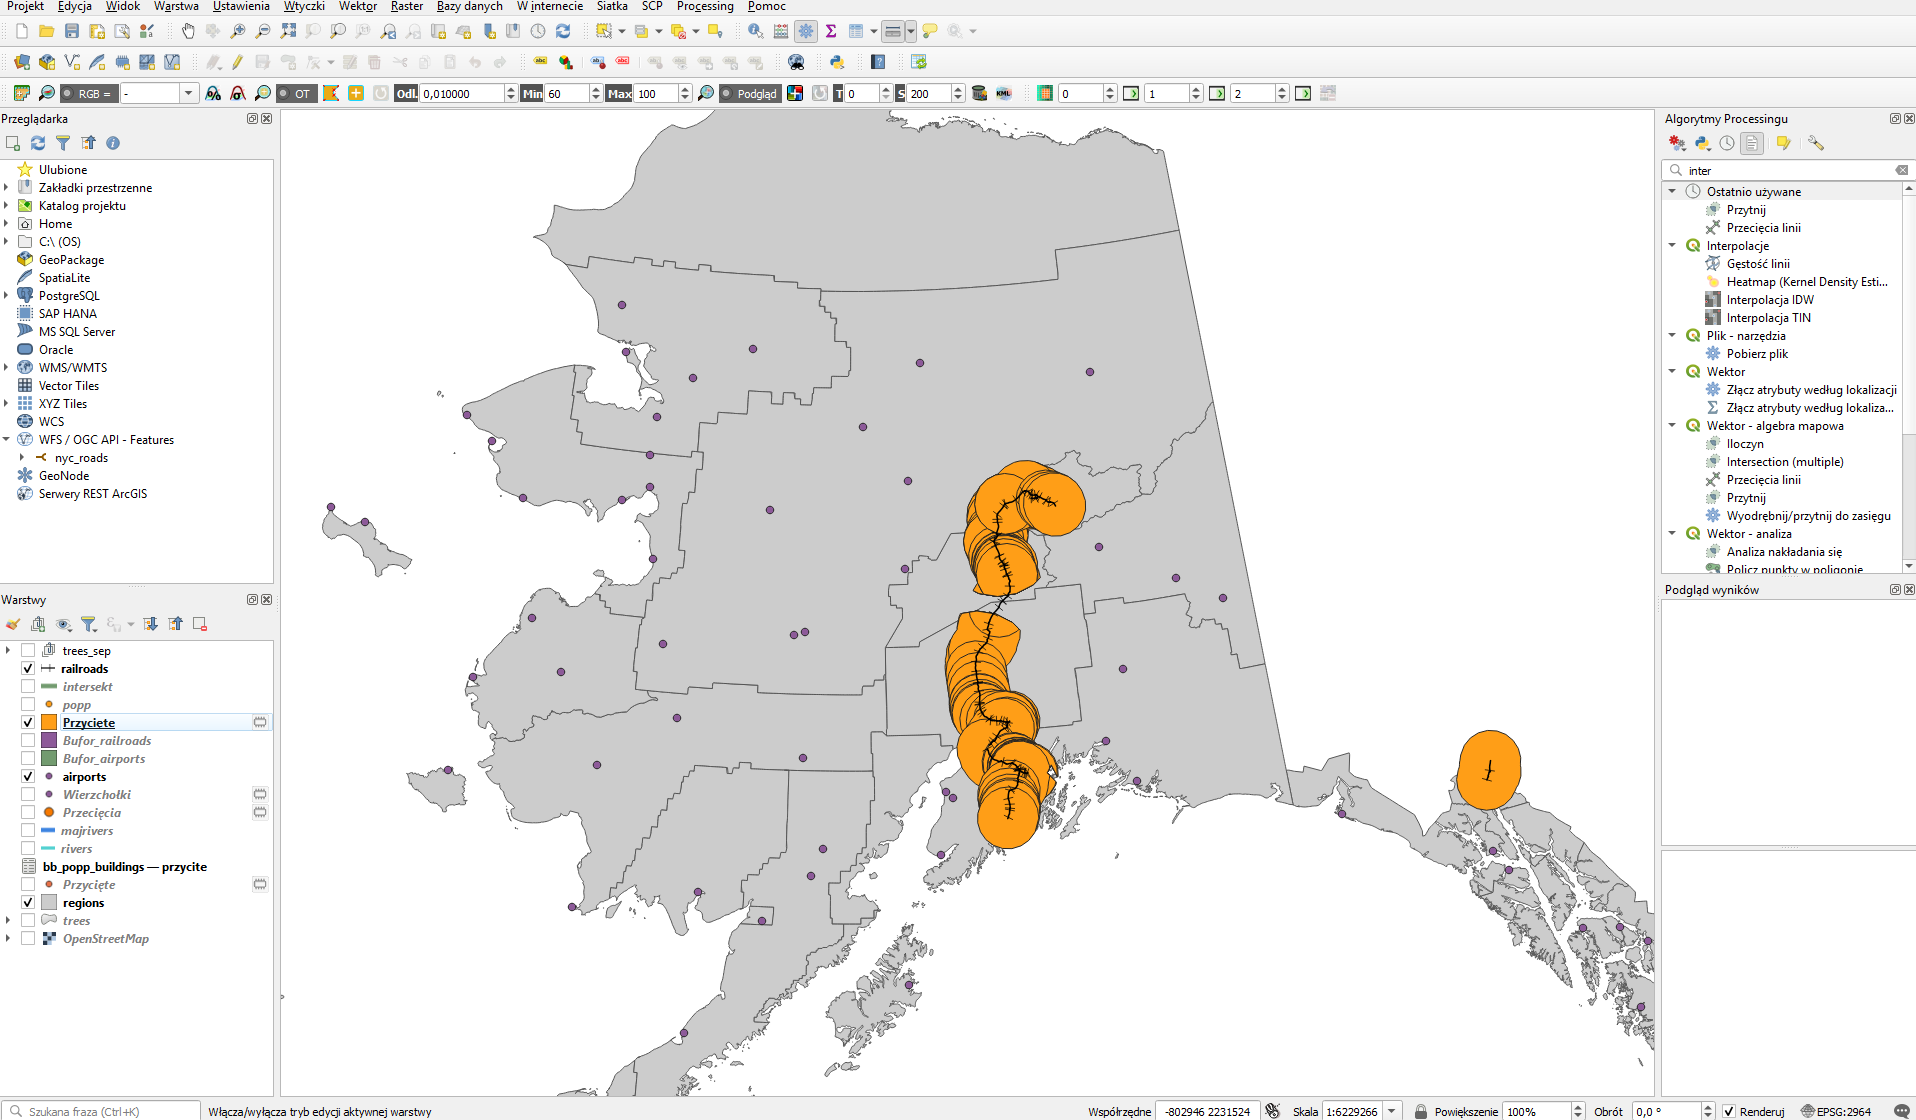 Projekt Edycja Widok Warstwa Ustawienia Wtyczki Wektor Raster Bazy danych W internecie Siatka SCP Processing Pomoc
RGB = - OT Odl. 0,010000 Min 60 Max 100 Podgląd T 0 S 200 KML 0 1 2
Przeglądarka
Ulubione
Zakładki przestrzenne
Katalog projektu
Home
C:\ (OS)
GeoPackage
SpatiaLite
PostgreSQL
SAP HANA
MS SQL Server
Oracle
WMS/WMTS
Vector Tiles
XYZ Tiles
WCS
WFS / OGC API - Features
nyc_roads
GeoNode
Serwery REST ArcGIS
Warstwy
trees_sep
railroads
intersekt
popp
Przycięte
Bufor_railroads
Bufor_airports
airports
Wierzchołki
Przecięcia
majrivers
rivers
bb_popp_buildings — przycite
Przycięte
regions
trees
OpenStreetMap
Algorytmy Processingu
inter
Ostatnio używane
Przytnij
Przecięcia linii
Interpolacje
Gęstość linii
Heatmap (Kernel Density Esti...
Interpolacja IDW
Interpolacja TIN
Plik - narzędzia
Pobierz plik
Wektor
Złącz atrybuty według lokalizacji
Złącz atrybuty według lokaliza...
Wektor - algebra mapowa
Iloczyn
Intersection (multiple)
Przecięcia linii
Przytnij
Wyodrębnij/przytnij do zasięgu
Wektor - analiza
Analiza nakładania się
Policz punkty w poligonie
Podgląd wyników
Szukana fraza (Ctrl+K) Włącza/wyłącza tryb edycji aktywnej warstwy Współrzędne -802946 2231524 Skala 1:6229266 Powiększenie 100% Obrót 0,0 ° Renderuj EPSG:2964